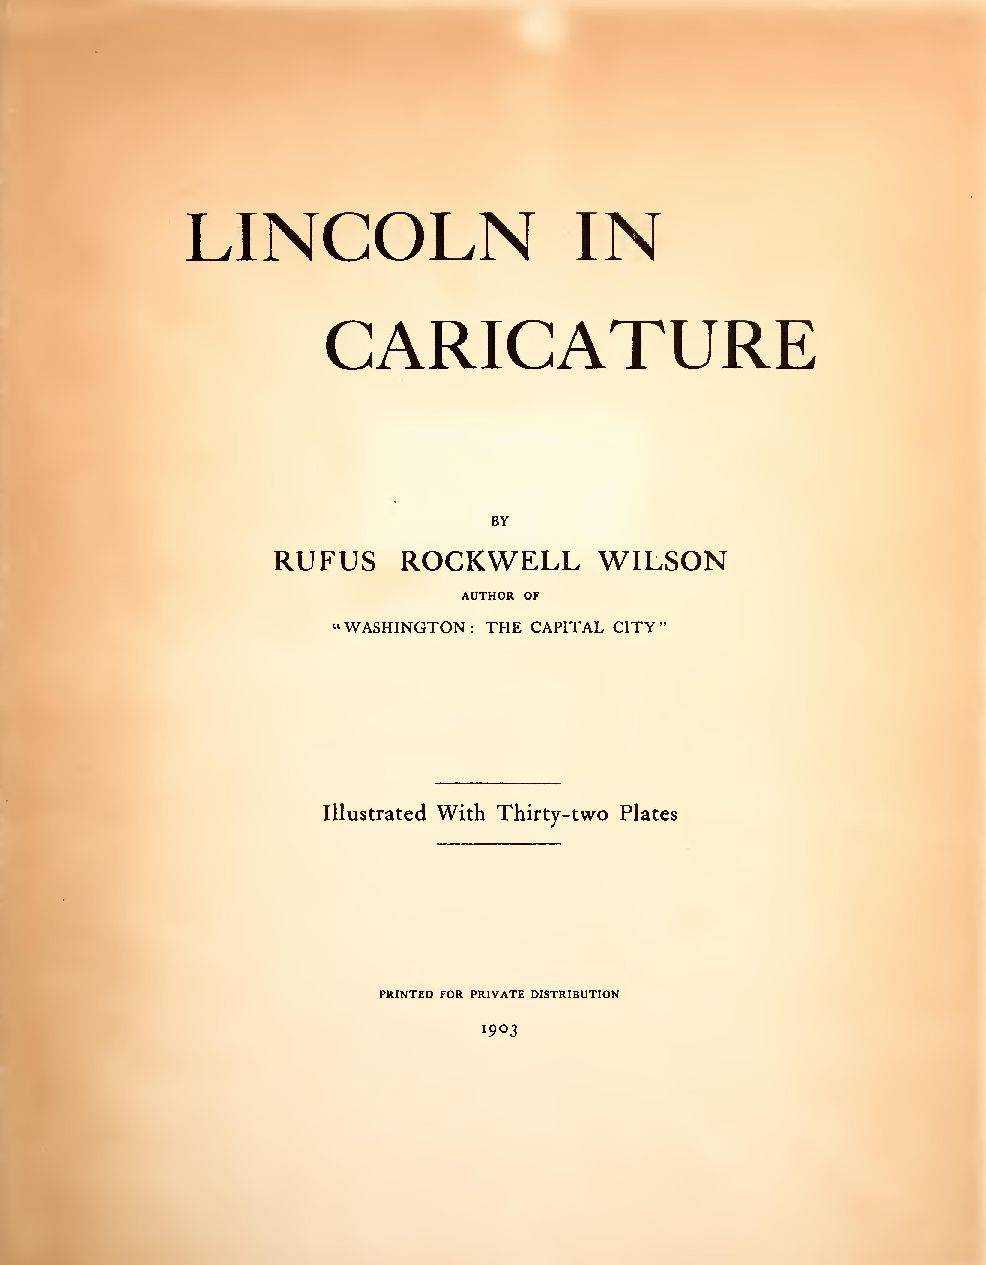 LINCOLN IN
CARICATURE
BY
RUFUS ROCKWELL WILSON
AUTHOR OF
“WASHINGTON: THE CAPITAL CITY”
Illustrated With Thirty-two Plates
PRINTED FOR PRIVATE DISTRIBUTION
1903